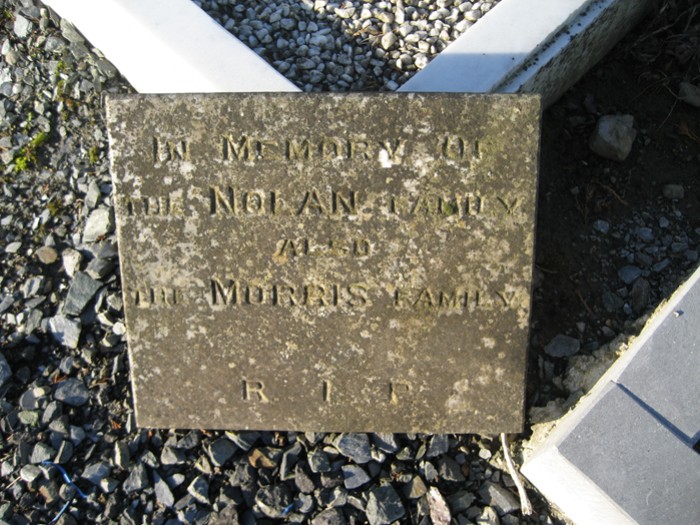 IN MEMORY OF
THE NOLAN FAMILY
ALSO
THE MORRIS FAMILY
R I P